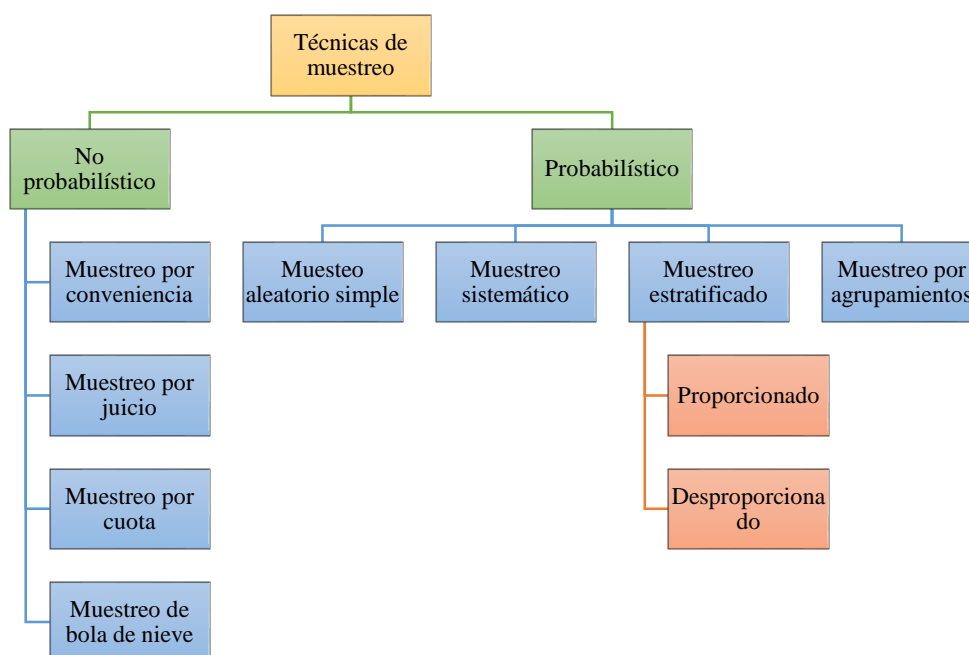 Técnicas de
muestreo
No
probabilístico
Probabilístico
Muestreo por
conveniencia
Muesteo
aleatorio simple
Muestreo
sistemático
Muestreo
estratificado
Muestreo por
agrupamientos
Muestreo por
juicio
Proporcionado
Muestreo por
cuota
Desproporciona
do
Muestreo de
bola de nieve